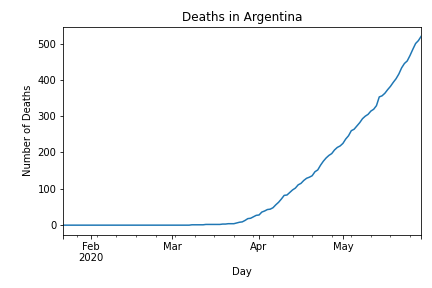 Deaths in Argentina
Number of Deaths
500
400
300
200
100
0
Feb
2020
Mar
Apr
May
Day